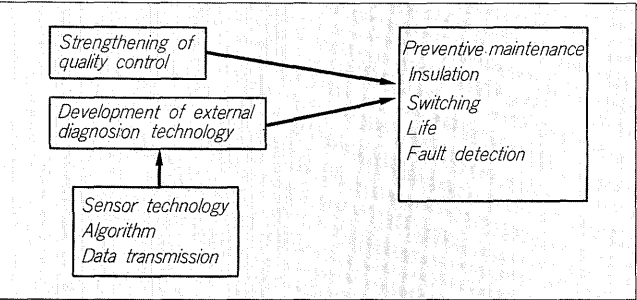 Strengthening of
quality control
Development of external
diagnosion technology
Sensor technology
Algorithm
Data transmission
Preventive maintenance
Insulation
Switching
Life
Fault detection